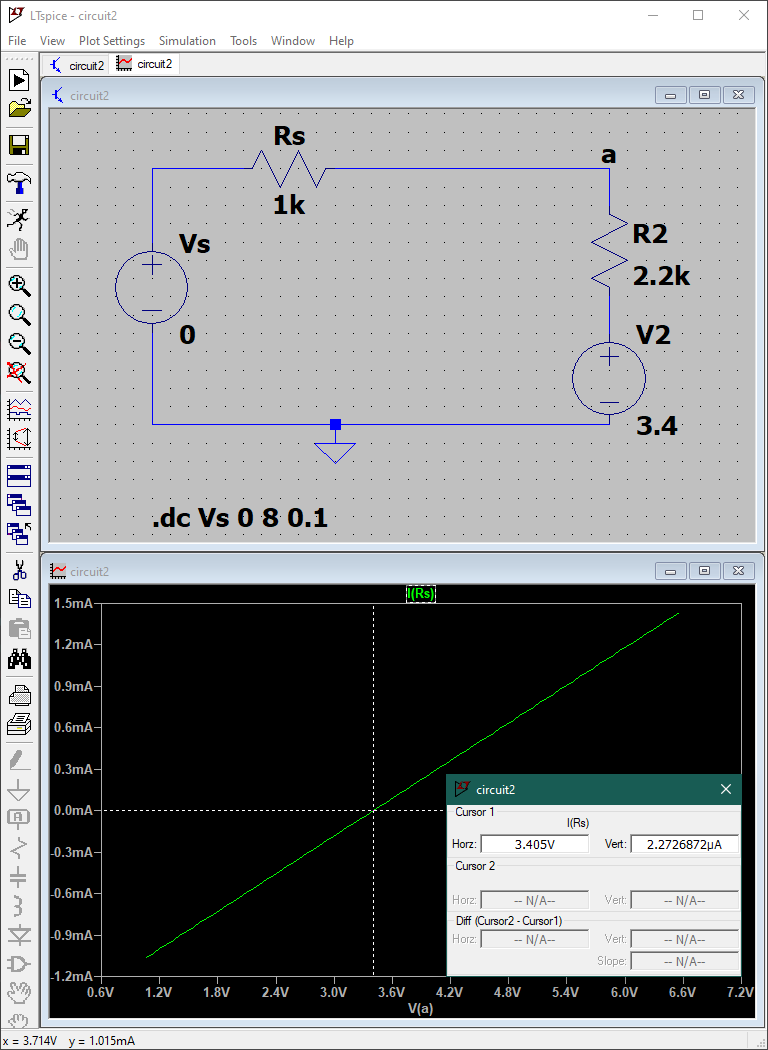 LTspice - circuit2
File View Plot Settings Simulation Tools Window Help
circuit2 circuit2
circuit2
Rs
1k
a
Vs
0
R2
2.2k
V2
3.4
.dc Vs 0 8 0.1
circuit2
I(Rs)
1.5mA
1.2mA
0.9mA
0.6mA
0.3mA
0.0mA
-0.3mA
-0.6mA
-0.9mA
-1.2mA
0.6V 1.2V 1.8V 2.4V 3.0V 3.6V 4.2V 4.8V 5.4V 6.0V 6.6V 7.2V
V(a)
circuit2
Cursor 1
I(Rs)
Horz: 3.405V Vert: 2.2726872µA
Cursor 2
Horz: -- N/A-- Vert: -- N/A--
Diff (Cursor2 - Cursor1)
Horz: -- N/A-- Vert: -- N/A--
Slope: -- N/A--
x = 3.714V y = 1.015mA